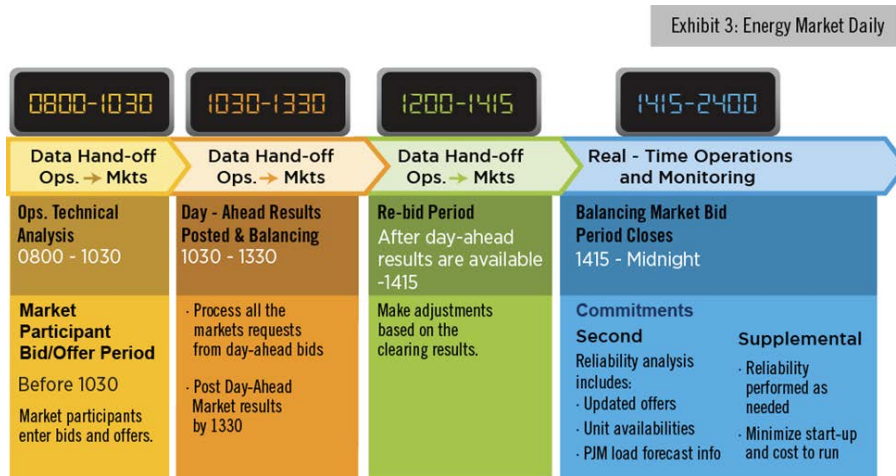 Exhibit 3: Energy Market Daily
0800-1030
1030-1330
1200-1415
1415-2400
Data Hand-off
Ops. → Mkts
Data Hand-off
Ops. → Mkts
Data Hand-off
Ops. → Mkts
Real - Time Operations
and Monitoring
Ops. Technical
Analysis
0800 - 1030
Market
Participant
Bid/Offer Period
Before 1030
Market participants
enter bids and offers.
Day - Ahead Results
Posted & Balancing
1030 - 1330
· Process all the
markets requests
from day-ahead bids
· Post Day-Ahead
Market results
by 1330
Re-bid Period
After day-ahead
results are available
-1415
Make adjustments
based on the
clearing results.
Balancing Market Bid
Period Closes
1415 - Midnight
Commitments
Second
Reliability analysis
includes:
· Updated offers
· Unit availabilities
· PJM load forecast info
Supplemental
· Reliability
performed as
needed
· Minimize start-up
and cost to run